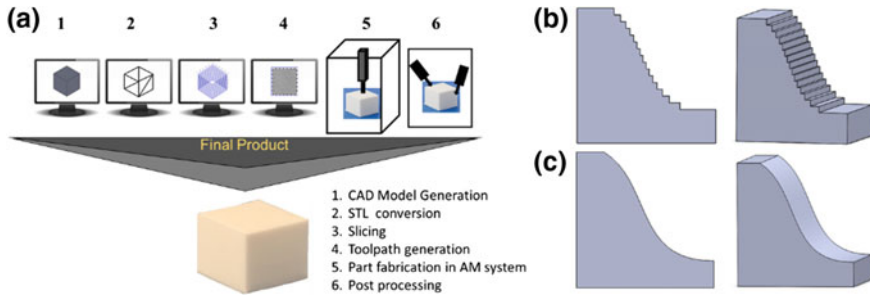 (a)
1 2 3 4 5 6
Final Product
1. CAD Model Generation
2. STL conversion
3. Slicing
4. Toolpath generation
5. Part fabrication in AM system
6. Post processing
(b)
(c)